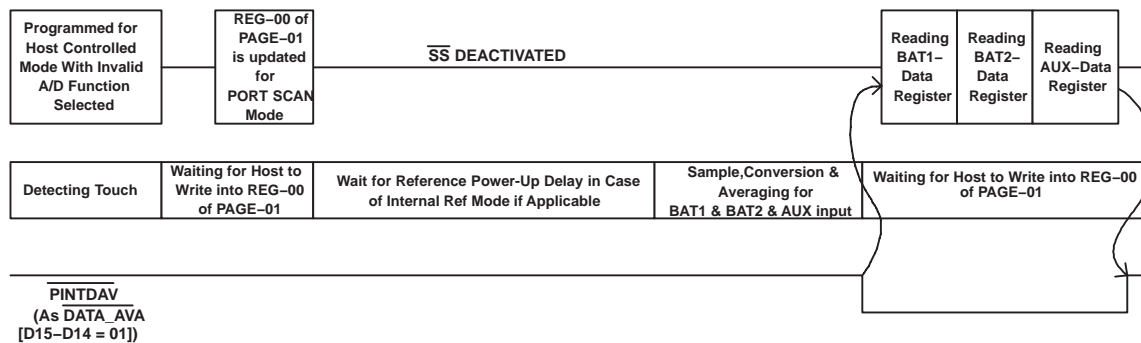 Programmed for
Host Controlled
Mode With Invalid
A/D Function
Selected
REG−00 of
PAGE−01
is updated
for
PORT SCAN
Mode
SS DEACTIVATED
Reading
BAT1−
Data
Register
Reading
BAT2−
Data
Register
Reading
AUX−Data
Register
Detecting Touch
Waiting for Host to
Write into REG−00
of PAGE−01
Wait for Reference Power-Up Delay in Case
of Internal Ref Mode if Applicable
Sample,Conversion &
Averaging for
BAT1 & BAT2 & AUX input
Waiting for Host to Write into REG−00
of PAGE−01
PINTDAV
(As DATA_AVA
[D15−D14 = 01])